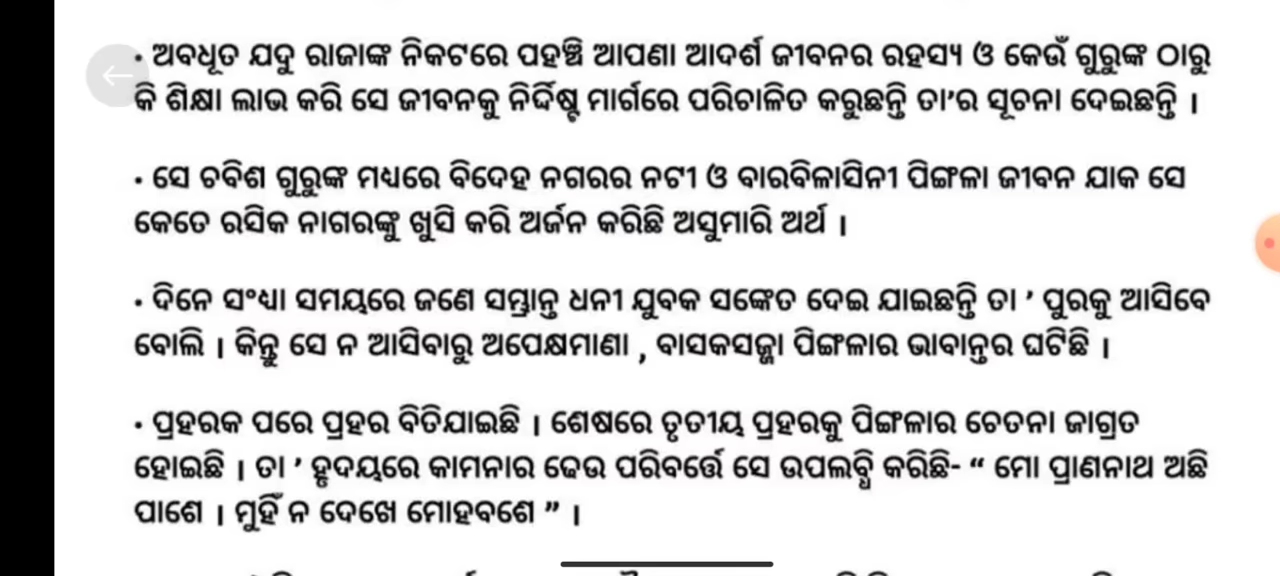 • ଅବଧୂତ ଯଦୁ ରାଜାଙ୍କ ନିକଟରେ ପହଞ୍ଚି ଆପଣା ଆଦର୍ଶ ଜୀବନର ରହସ୍ୟ ଓ କେଉଁ ଗୁରୁଙ୍କ ଠାରୁ
କି ଶିକ୍ଷା ଲାଭ କରି ସେ ଜୀବନକୁ ନିର୍ଦ୍ଦିଷ୍ଟ ମାର୍ଗରେ ପରିଚାଳିତ କରୁଛନ୍ତି ତା'ର ସୂଚନା ଦେଇଛନ୍ତି ।
• ସେ ଚବିଶ ଗୁରୁଙ୍କ ମଧ୍ୟରେ ବିଦେହ ନଗରର ନଟୀ ଓ ବାରବିଳାସିନୀ ପିଙ୍ଗଳା ଜୀବନ ଯାକ ସେ
କେତେ ରସିକ ନାଗରଙ୍କୁ ଖୁସି କରି ଅର୍ଜନ କରିଛି ଅସୁମାରି ଅର୍ଥ ।
• ଦିନେ ସଂଧ୍ୟା ସମୟରେ ଜଣେ ସମ୍ଭ୍ରାନ୍ତ ଧନୀ ଯୁବକ ସଙ୍କେତ ଦେଇ ଯାଇଛନ୍ତି ତା ' ପୁରକୁ ଆସିବେ
ବୋଲି । କିନ୍ତୁ ସେ ନ ଆସିବାରୁ ଅପେକ୍ଷମାଣା , ବାସକସଜ୍ଜା ପିଙ୍ଗଳାର ଭାବାନ୍ତର ଘଟିଛି ।
• ପ୍ରହରକ ପରେ ପ୍ରହର ବିତିଯାଇଛି । ଶେଷରେ ତୃତୀୟ ପ୍ରହରକୁ ପିଙ୍ଗଳାର ଚେତନା ଜାଗ୍ରତ
ହୋଇଛି । ତା ' ହୃଦୟରେ କାମନାର ଢେଉ ପରିବର୍ତ୍ତେ ସେ ଉପଲବ୍ଧି କରିଛି- “ ମୋ ପ୍ରାଣନାଥ ଅଛି
ପାଶେ । ମୁହିଁ ନ ଦେଖେ ମୋହବଶେ ” ।